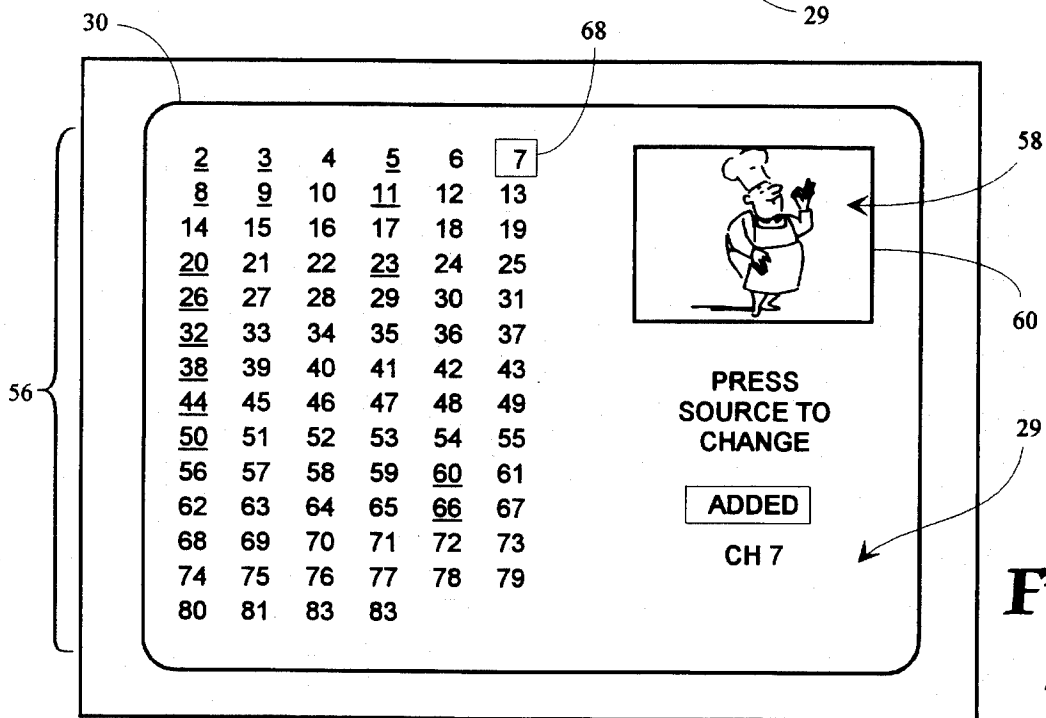 29
30
68
2 3 4 5 6 7
8 9 10 11 12 13
14 15 16 17 18 19
20 21 22 23 24 25
26 27 28 29 30 31
32 33 34 35 36 37
38 39 40 41 42 43
44 45 46 47 48 49
50 51 52 53 54 55
56 57 58 59 60 61
62 63 64 65 66 67
68 69 70 71 72 73
74 75 76 77 78 79
80 81 83 83
56
58
60
PRESS
SOURCE TO
CHANGE
29
ADDED
CH 7